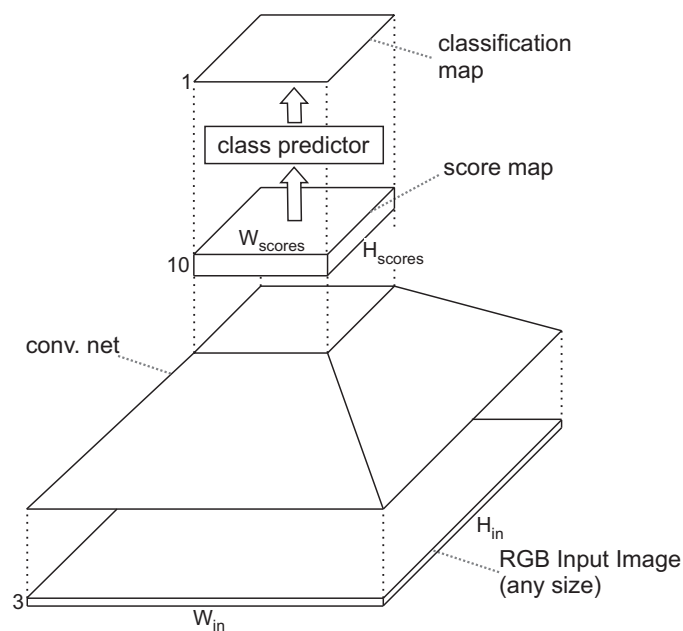 classification
map
1
class predictor
score map
W_scores
H_scores
10
conv. net
H_in
RGB Input Image
(any size)
3
W_in